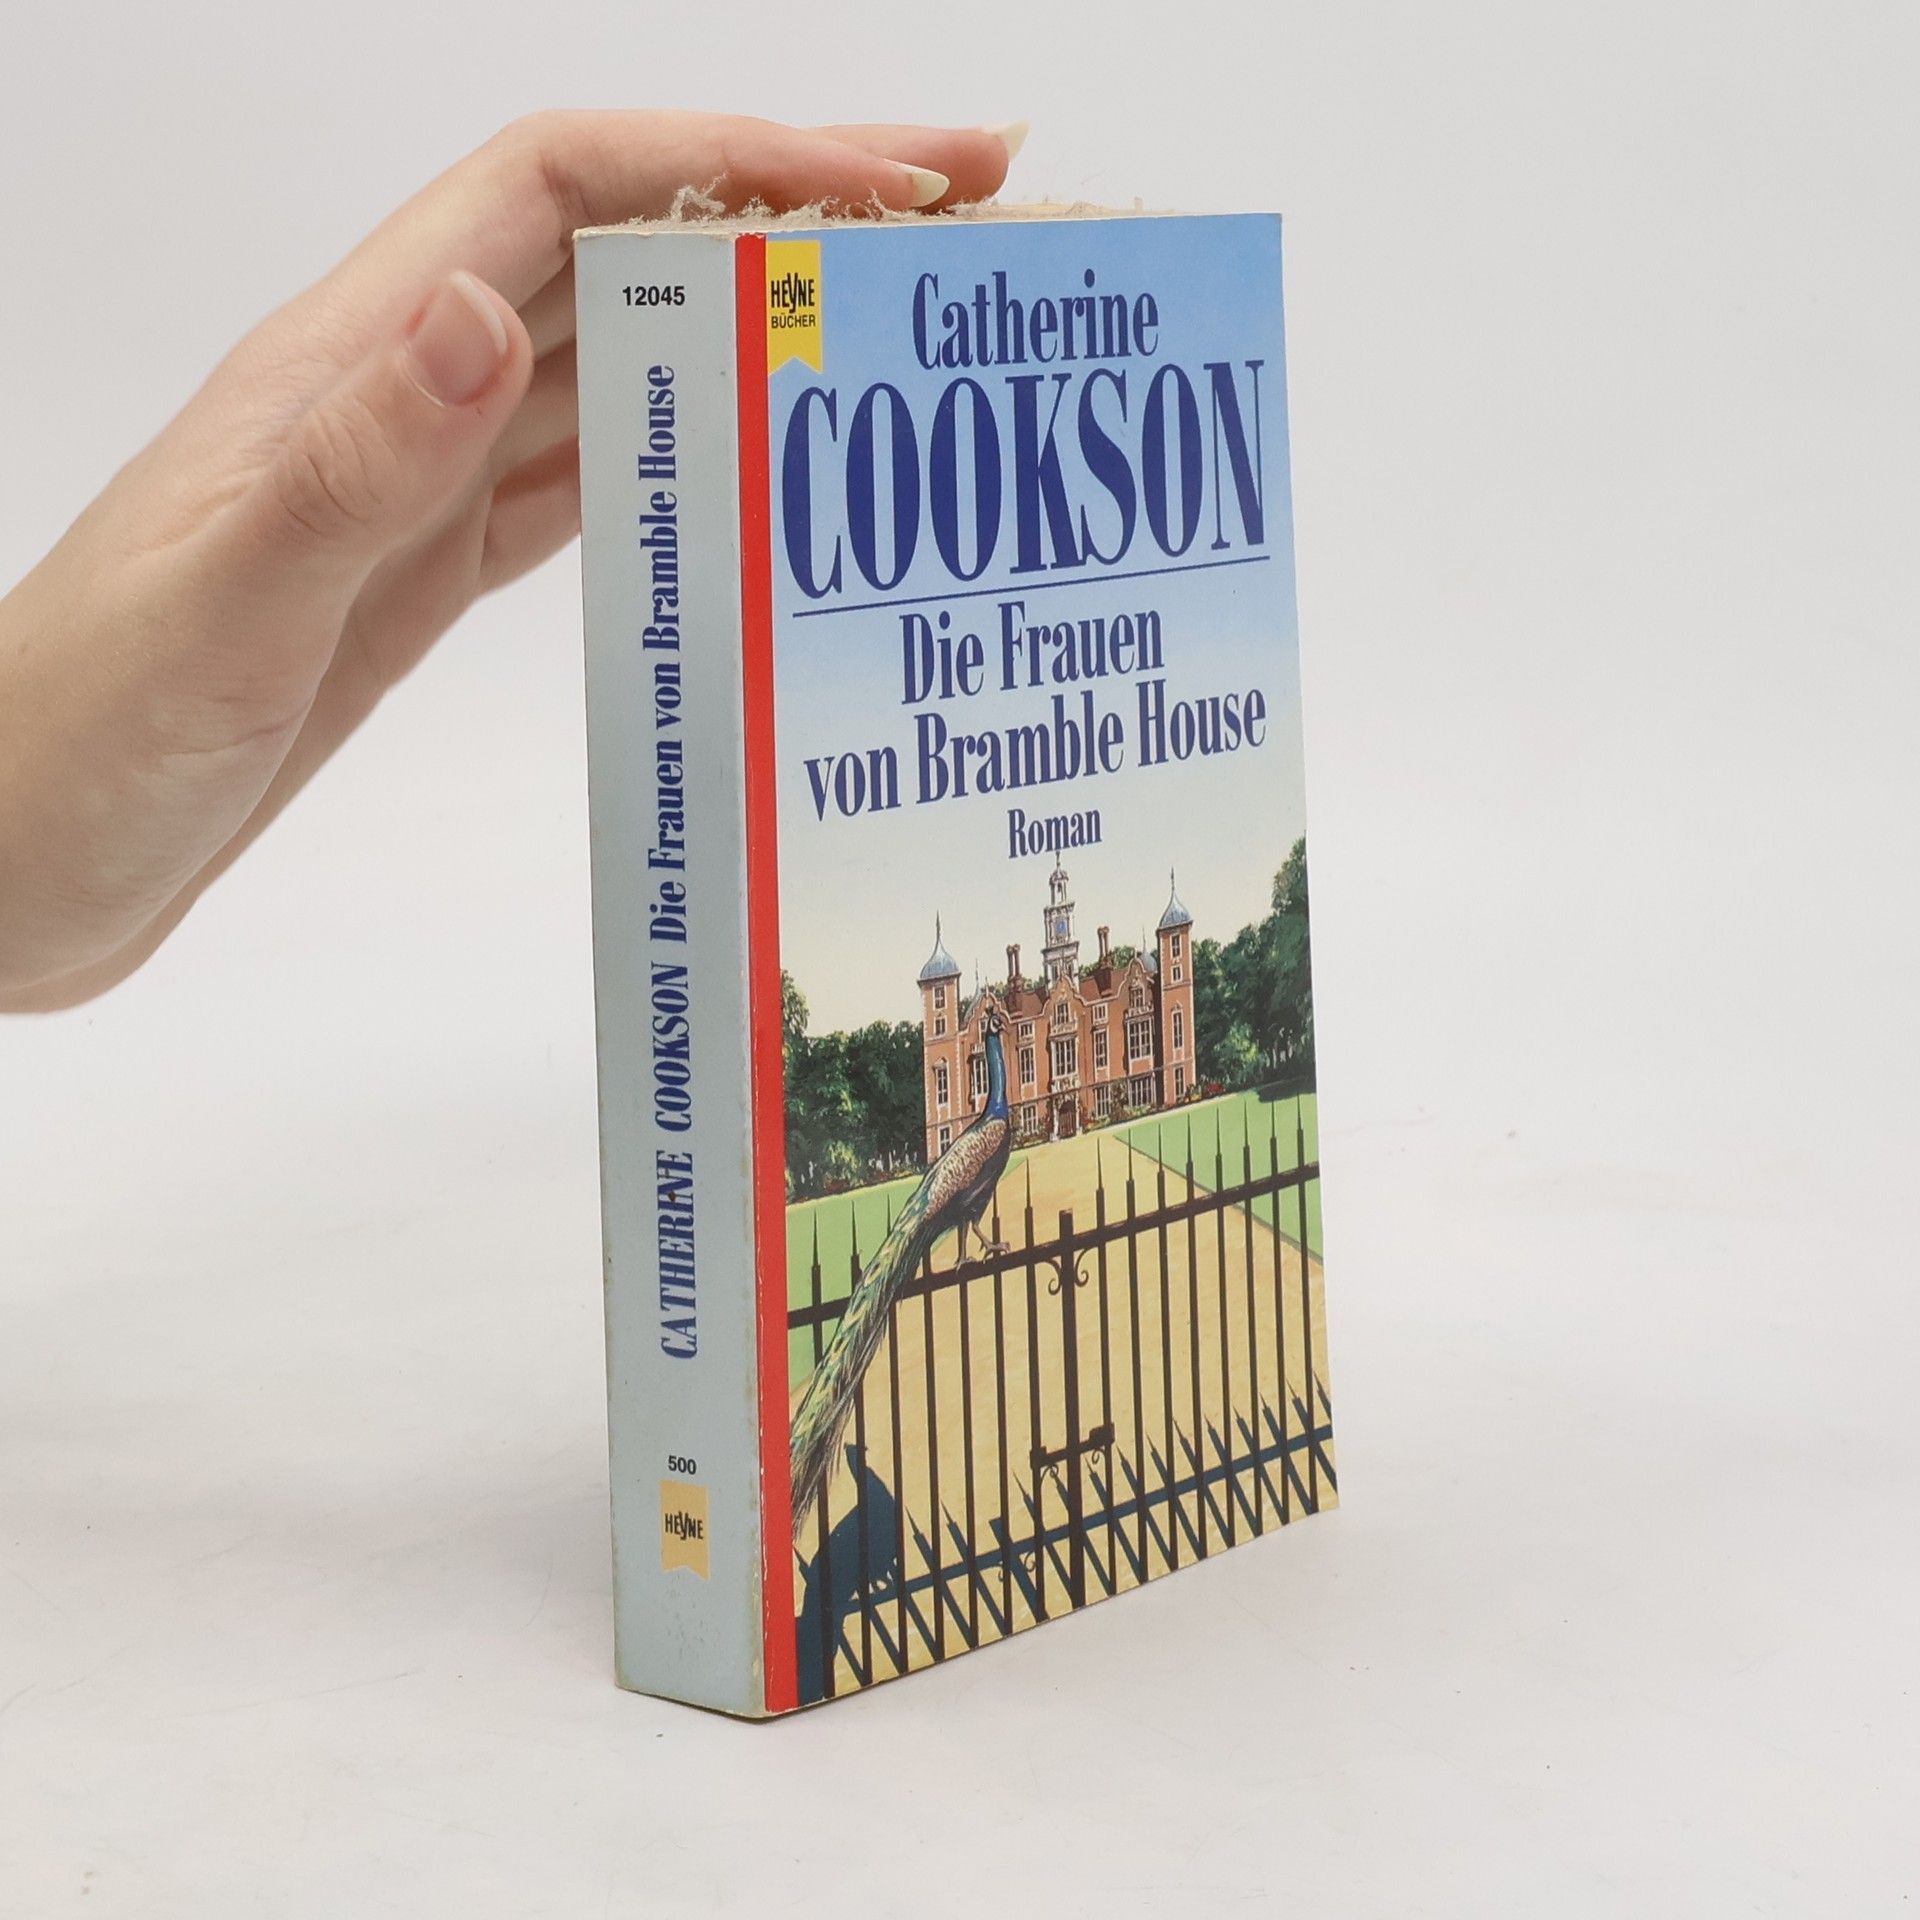 12045
CATHERINE COOKSON Die Frauen von Bramble House
500
HEYNE
HEYNE
BÜCHER
Catherine
COOKSON
Die Frauen
von Bramble House
Roman